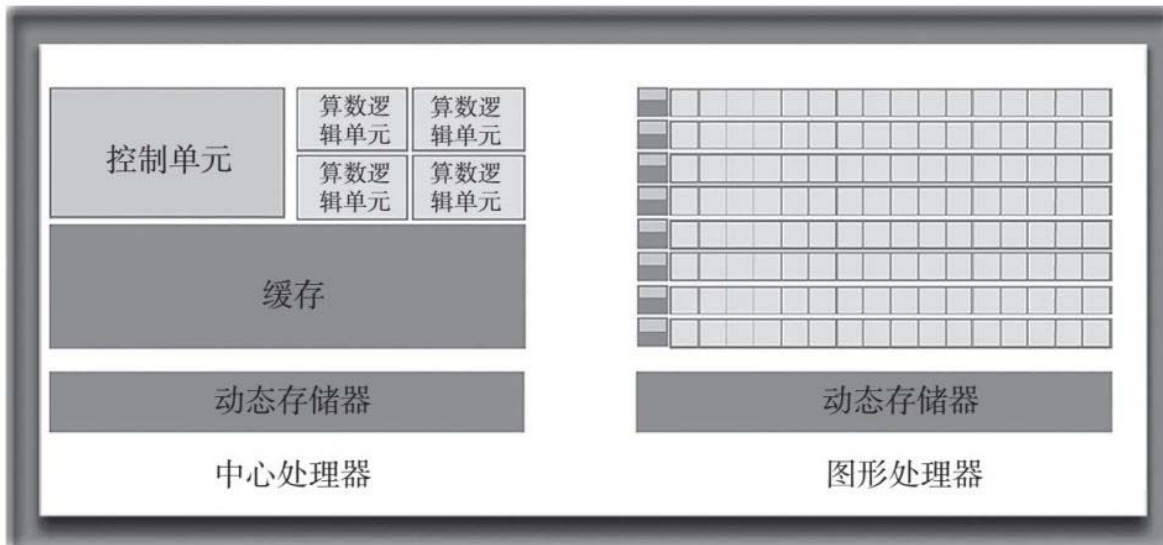 控制单元
算数逻
辑单元
算数逻
辑单元
算数逻
辑单元
算数逻
辑单元
缓存
动态存储器
中心处理器
动态存储器
图形处理器